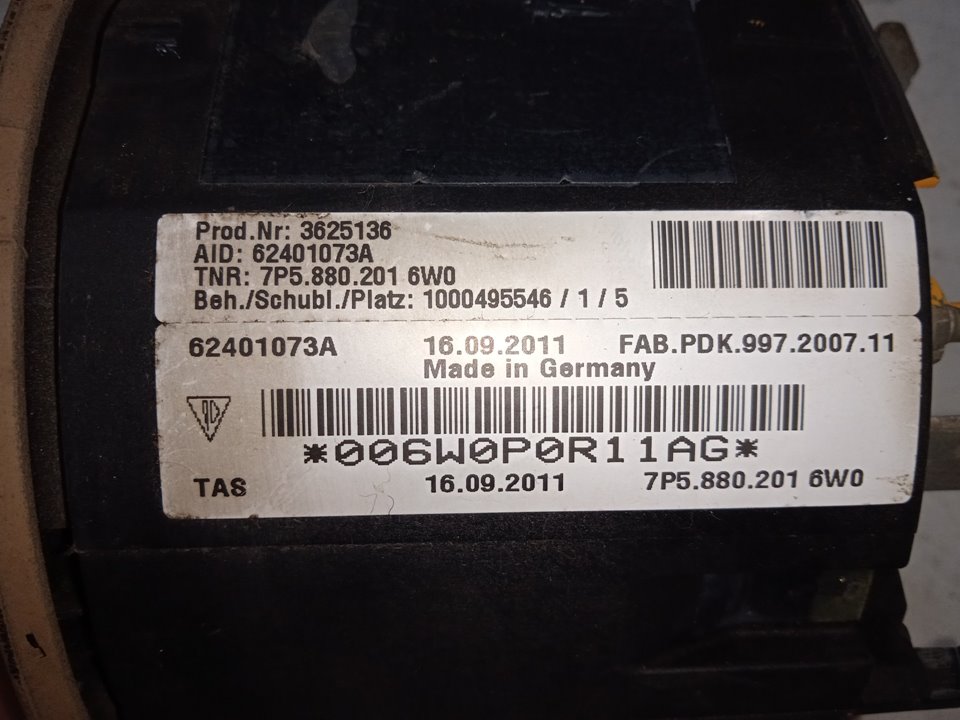 Prod.Nr: 3625136
AID: 62401073A
TNR: 7P5.880.201 6W0
Beh./Schubl./Platz: 1000495546 / 1 / 5
62401073A 16.09.2011 FAB.PDK.997.2007.11
Made in Germany
*006W0P0R11AG*
TAS 16.09.2011 7P5.880.201 6W0